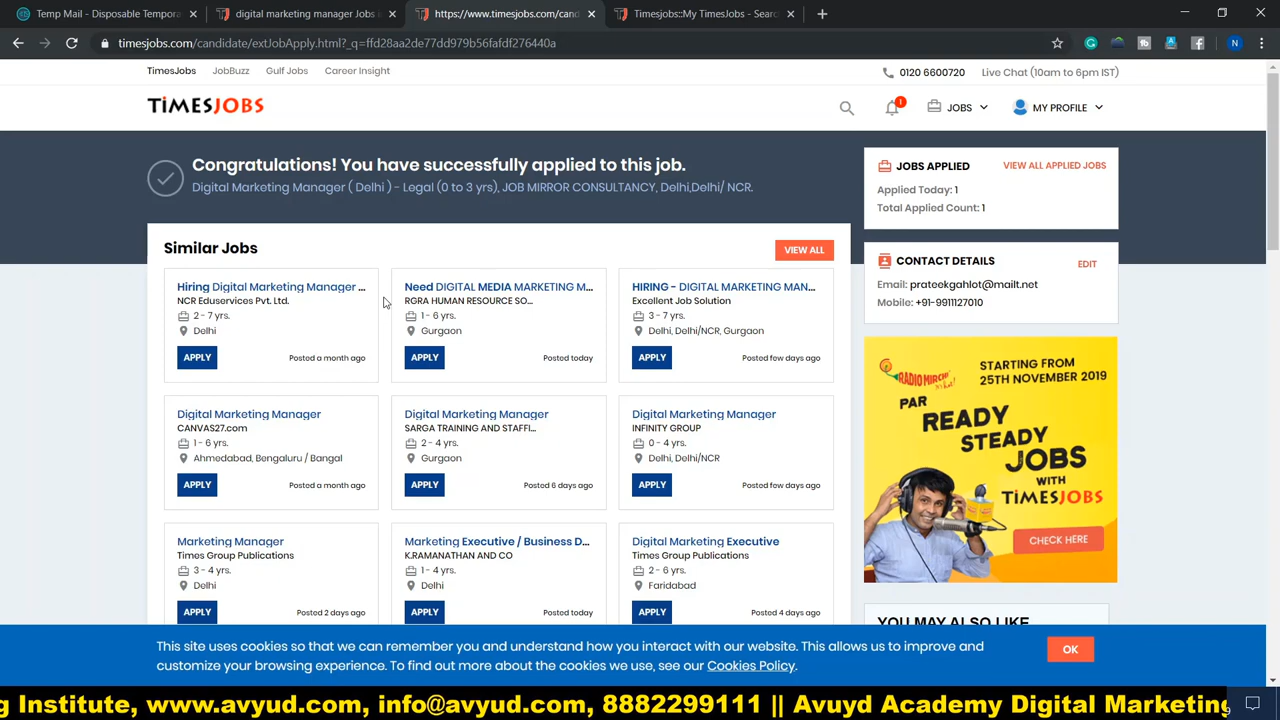 Temp Mail - Disposable Tempora
digital marketing manager Jobs i
https://www.timesjobs.com/cand
Timesjobs::My TimesJobs - Searc
timesjobs.com/candidate/extJobApply.html?_q=ffd28aa2de77dd979b56fafdf276440a
N
TimesJobs JobBuzz Gulf Jobs Career Insight
0120 6600720 Live Chat (10am to 6pm IST)
TIMESJOBS
1
JOBS
MY PROFILE
Congratulations! You have successfully applied to this job.
Digital Marketing Manager ( Delhi ) - Legal (0 to 3 yrs), JOB MIRROR CONSULTANCY, Delhi,Delhi/ NCR.
JOBS APPLIED VIEW ALL APPLIED JOBS
Applied Today: 1
Total Applied Count: 1
CONTACT DETAILS EDIT
Email: prateekgahlot@mailt.net
Mobile: +91-9911127010
Similar Jobs VIEW ALL
Hiring Digital Marketing Manager ...
NCR Eduservices Pvt. Ltd.
2 - 7 yrs.
Delhi
APPLY Posted a month ago
Need DIGITAL MEDIA MARKETING M...
RGRA HUMAN RESOURCE SO...
1 - 6 yrs.
Gurgaon
APPLY Posted today
HIRING - DIGITAL MARKETING MAN...
Excellent Job Solution
3 - 7 yrs.
Delhi, Delhi/NCR, Gurgaon
APPLY Posted few days ago
Digital Marketing Manager
CANVAS27.com
1 - 6 yrs.
Ahmedabad, Bengaluru / Bangal
APPLY Posted a month ago
Digital Marketing Manager
SARGA TRAINING AND STAFFI...
2 - 4 yrs.
Gurgaon
APPLY Posted 6 days ago
Digital Marketing Manager
INFINITY GROUP
0 - 4 yrs.
Delhi, Delhi/NCR
APPLY Posted few days ago
Marketing Manager
Times Group Publications
3 - 4 yrs.
Delhi
APPLY Posted 2 days ago
Marketing Executive / Business D...
K.RAMANATHAN AND CO
1 - 4 yrs.
Delhi
APPLY Posted today
Digital Marketing Executive
Times Group Publications
2 - 6 yrs.
Faridabad
APPLY Posted 4 days ago
RADIO MIRCHI
STARTING FROM
25TH NOVEMBER 2019
PAR
READY
STEADY
JOBS
WITH
TIMESJOBS
CHECK HERE
YOU MAY ALSO LIKE
This site uses cookies so that we can remember you and understand how you interact with our website. This allows us to improve and
customize your browsing experience. To find out more about the cookies we use, see our Cookies Policy.
OK
g Institute, www.avyud.com, info@avyud.com, 8882299111 || Avuyd Academy Digital Marketing